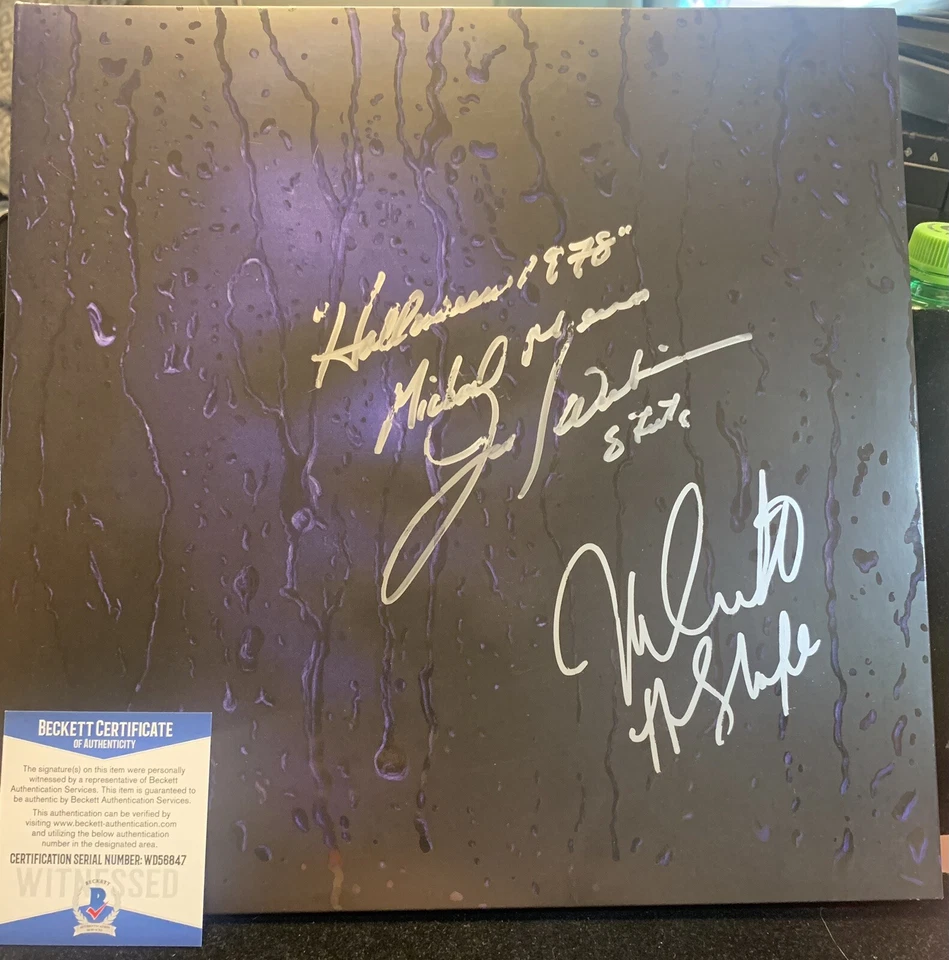 "Halloween 1978"
Michael Myers
BECKETT CERTIFICATE
OF AUTHENTICITY
The signature(s) on this item were personally
witnessed by a representative of Beckett
Authentication Services. This item is guaranteed to
be authentic by Beckett Authentication Services.
This authentication can be verified by
visiting www.beckett-authentication.com
and utilizing the below authentication
number in the designated area.
CERTIFICATION SERIAL NUMBER: WD56847
WITNESSED
BECKETT
B
Shape